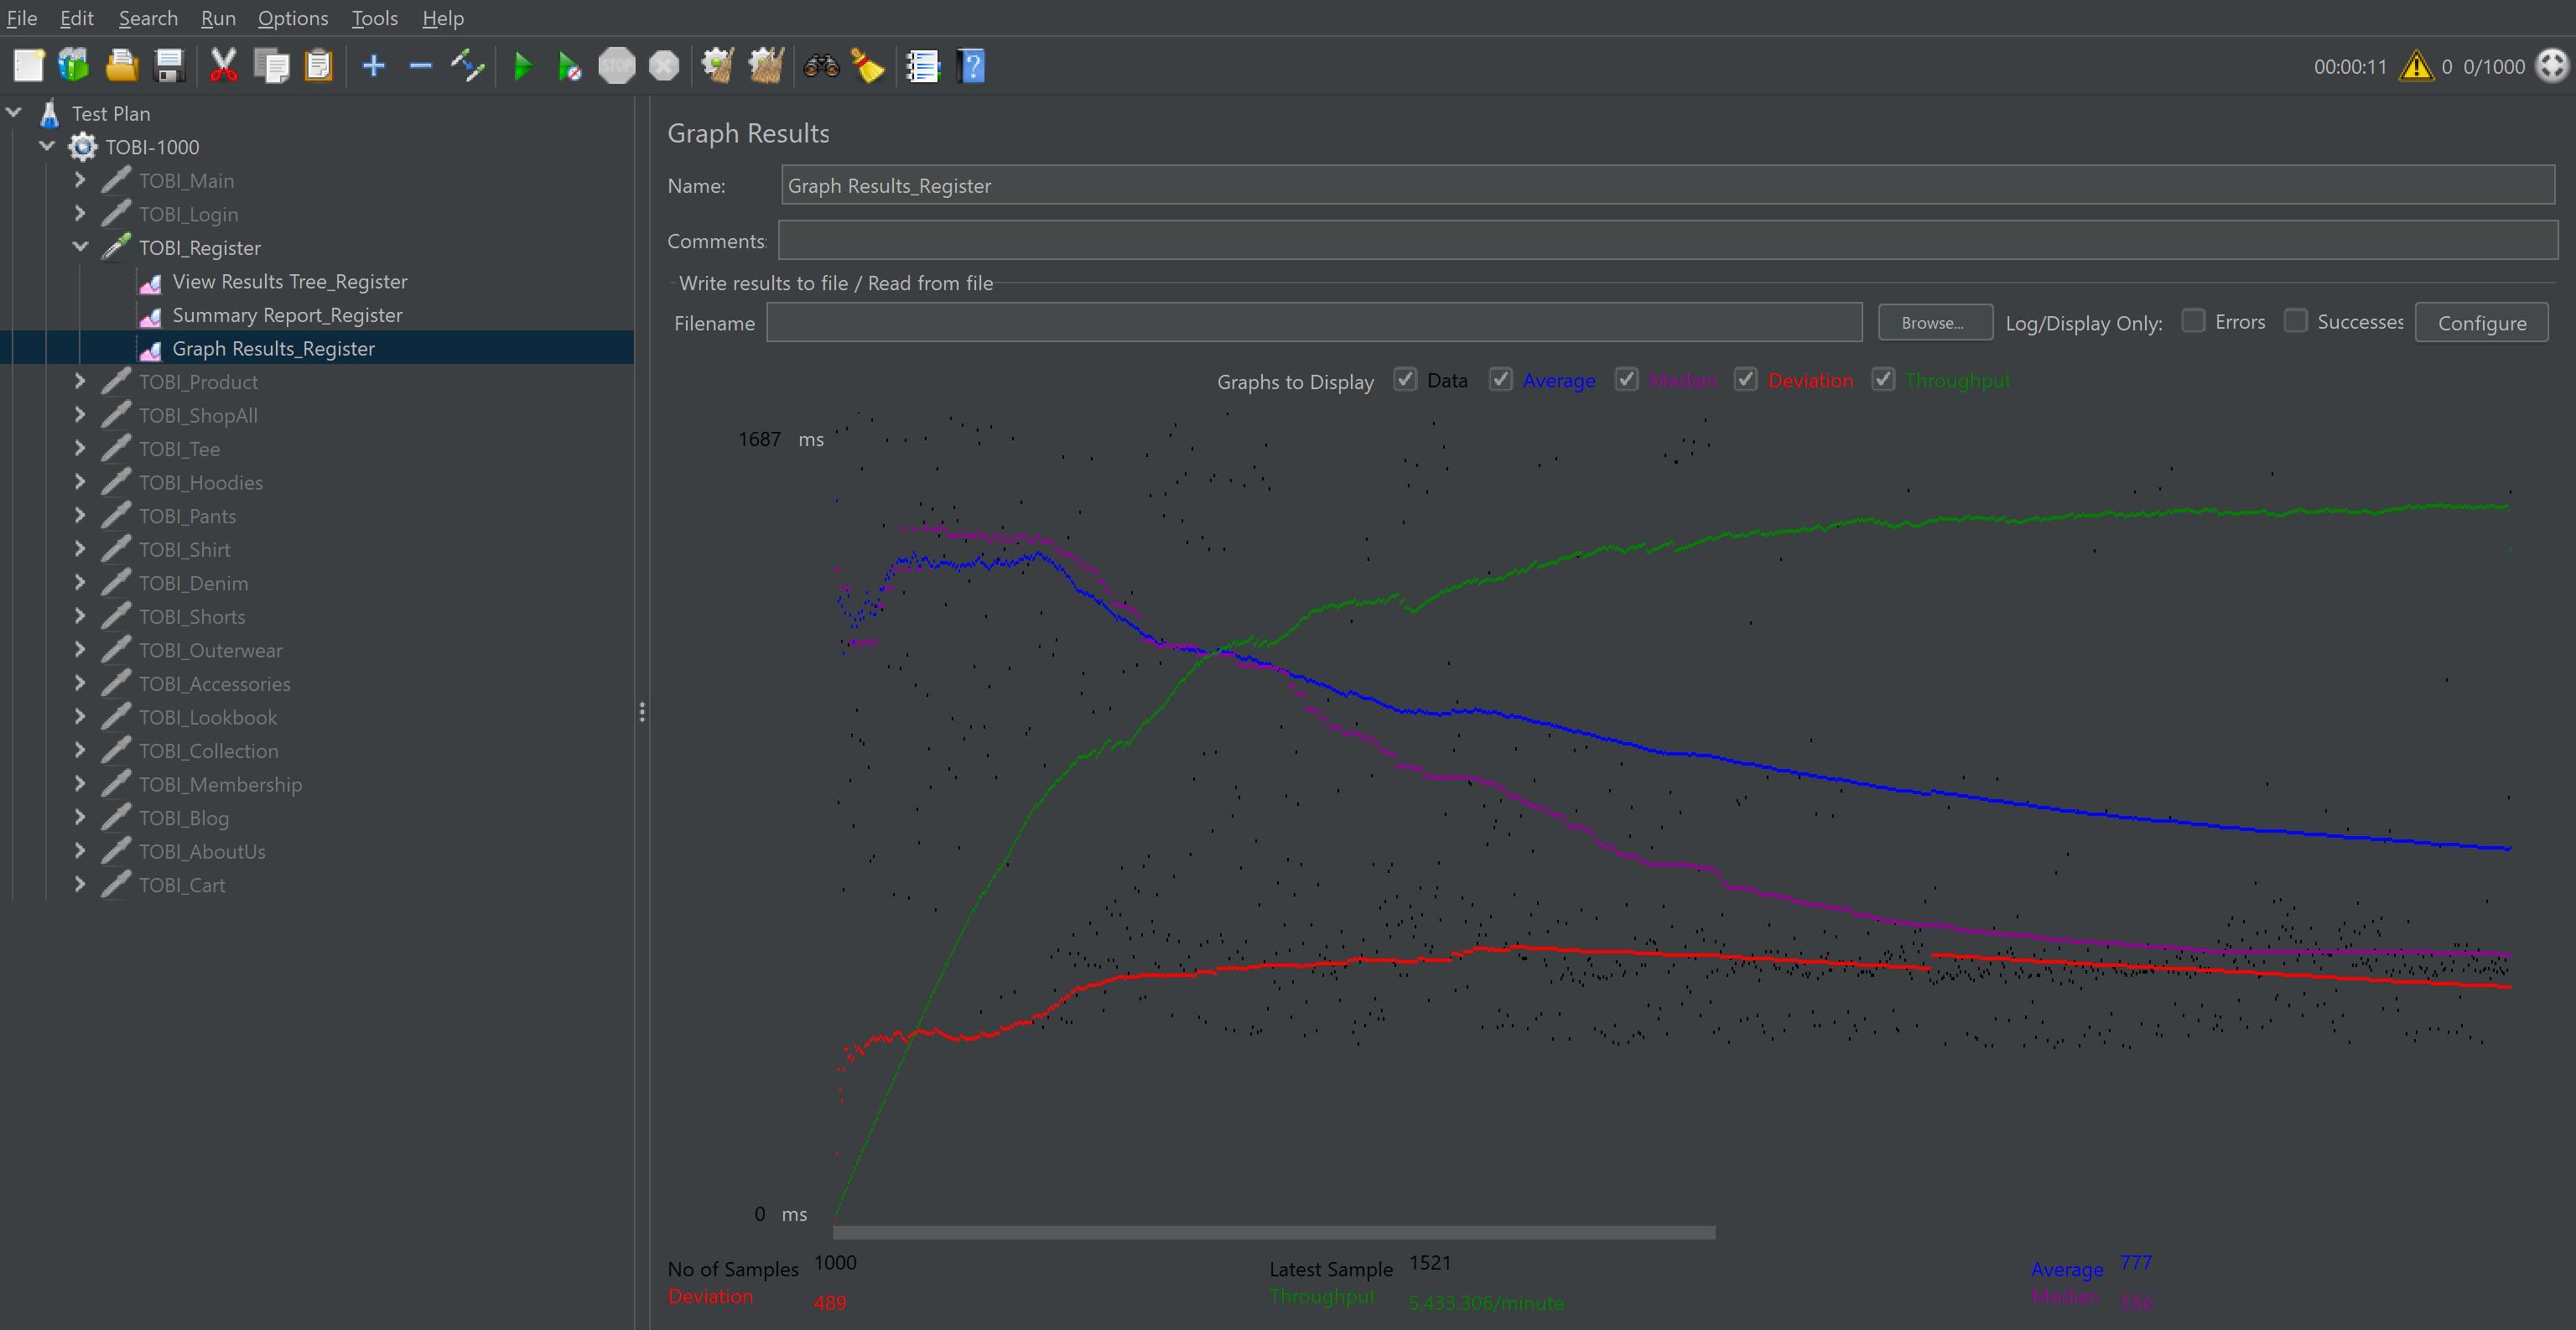 File Edit Search Run Options Tools Help
00:00:11 0 0/1000
Test Plan
TOBI-1000
TOBI_Main
TOBI_Login
TOBI_Register
View Results Tree_Register
Summary Report_Register
Graph Results_Register
TOBI_Product
TOBI_ShopAll
TOBI_Tee
TOBI_Hoodies
TOBI_Pants
TOBI_Shirt
TOBI_Denim
TOBI_Shorts
TOBI_Outerwear
TOBI_Accessories
TOBI_Lookbook
TOBI_Collection
TOBI_Membership
TOBI_Blog
TOBI_AboutUs
TOBI_Cart
Graph Results
Name: Graph Results_Register
Comments:
Write results to file / Read from file
Filename Browse... Log/Display Only: Errors Successes Configure
Graphs to Display Data Average Median Deviation Throughput
1687 ms
0 ms
No of Samples 1000 Latest Sample 1521 Average 777
Deviation 489 Throughput 5,433.306/minute Median 556